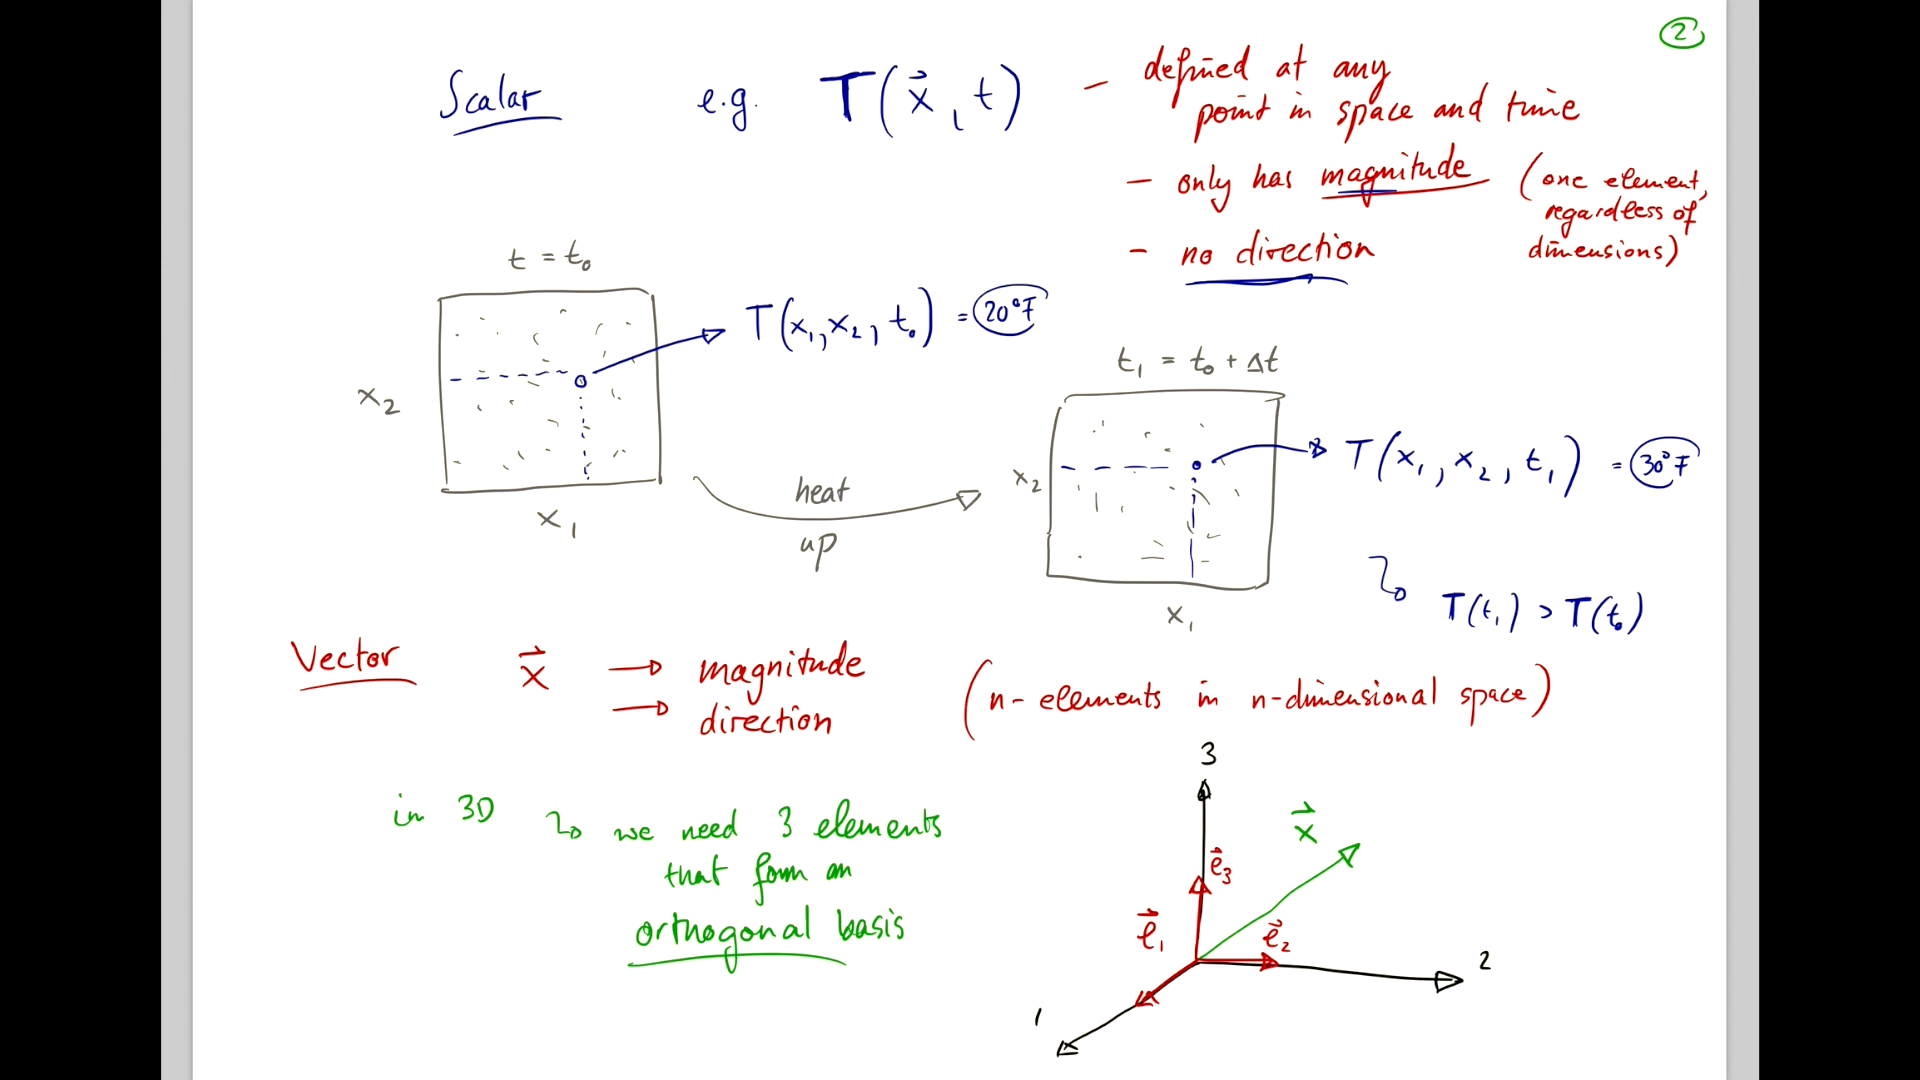 2
Scalar e.g. T(x⃗, t) – defined at any
point in space and time
– only has magnitude (one element, regardless of dimensions)
– no direction
t = t₀
T(x₁, x₂, t₀) = 20°F
x₂
x₁
heat
up
t₁ = t₀ + Δt
T(x₁, x₂, t₁) = 30°F
x₂
x₁
T(t₁) > T(t₀)
Vector x⃗ → magnitude
→ direction
(n-elements in n-dimensional space)
in 3D ↝ we need 3 elements
that form an
orthogonal basis
3
x⃗
e⃗₃
e⃗₁
e⃗₂
2
1